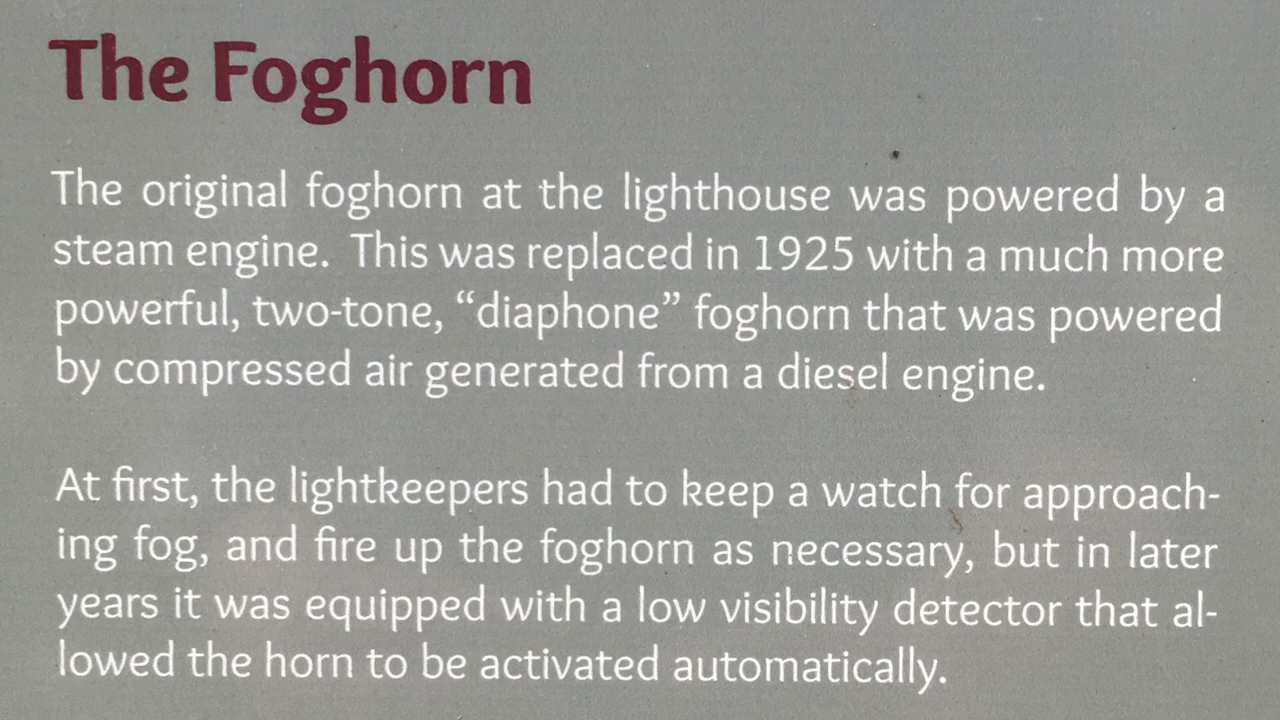 The Foghorn
The original foghorn at the lighthouse was powered by a
steam engine. This was replaced in 1925 with a much more
powerful, two-tone, “diaphone” foghorn that was powered
by compressed air generated from a diesel engine.
At first, the lightkeepers had to keep a watch for approach-
ing fog, and fire up the foghorn as necessary, but in later
years it was equipped with a low visibility detector that al-
lowed the horn to be activated automatically.